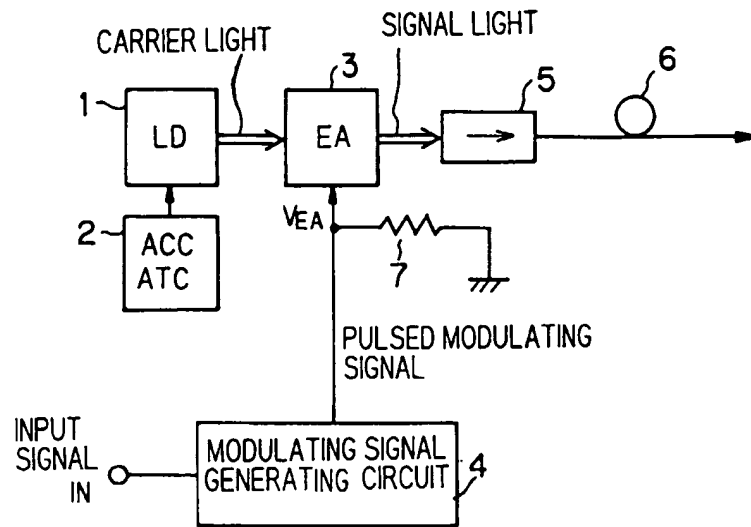 CARRIER LIGHT
SIGNAL LIGHT
1
3
5
6
LD
EA
→
2
ACC
ATC
VEA
7
PULSED MODULATING
SIGNAL
INPUT
SIGNAL
IN
MODULATING SIGNAL
GENERATING CIRCUIT
4